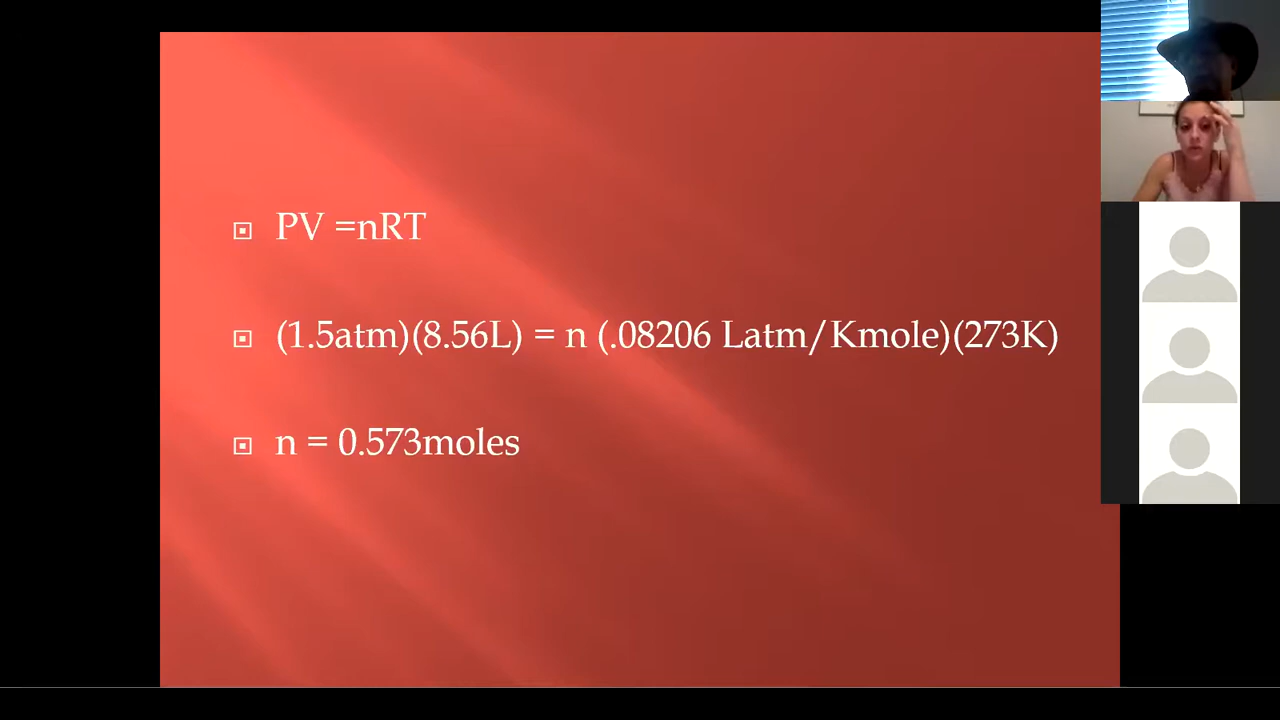 PV =nRT
(1.5atm)(8.56L) = n (.08206 Latm/Kmole)(273K)
n = 0.573moles